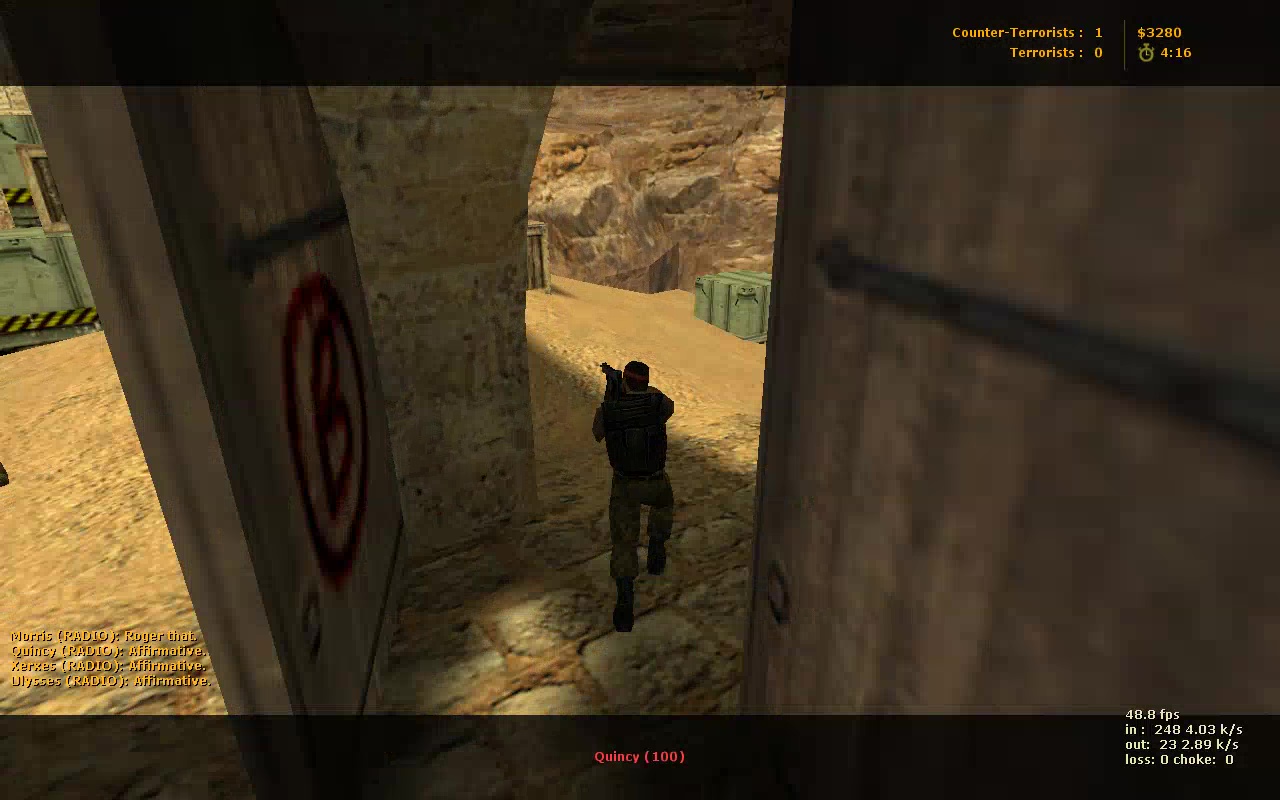 Counter-Terrorists : 1 $3280
Terrorists : 0 4:16
B
Morris (RADIO): Roger that.
Quincy (RADIO): Affirmative.
Xerxes (RADIO): Affirmative.
Ulysses (RADIO): Affirmative.
48.8 fps
in : 248 4.03 k/s
out: 23 2.89 k/s
loss: 0 choke: 0
Quincy (100)